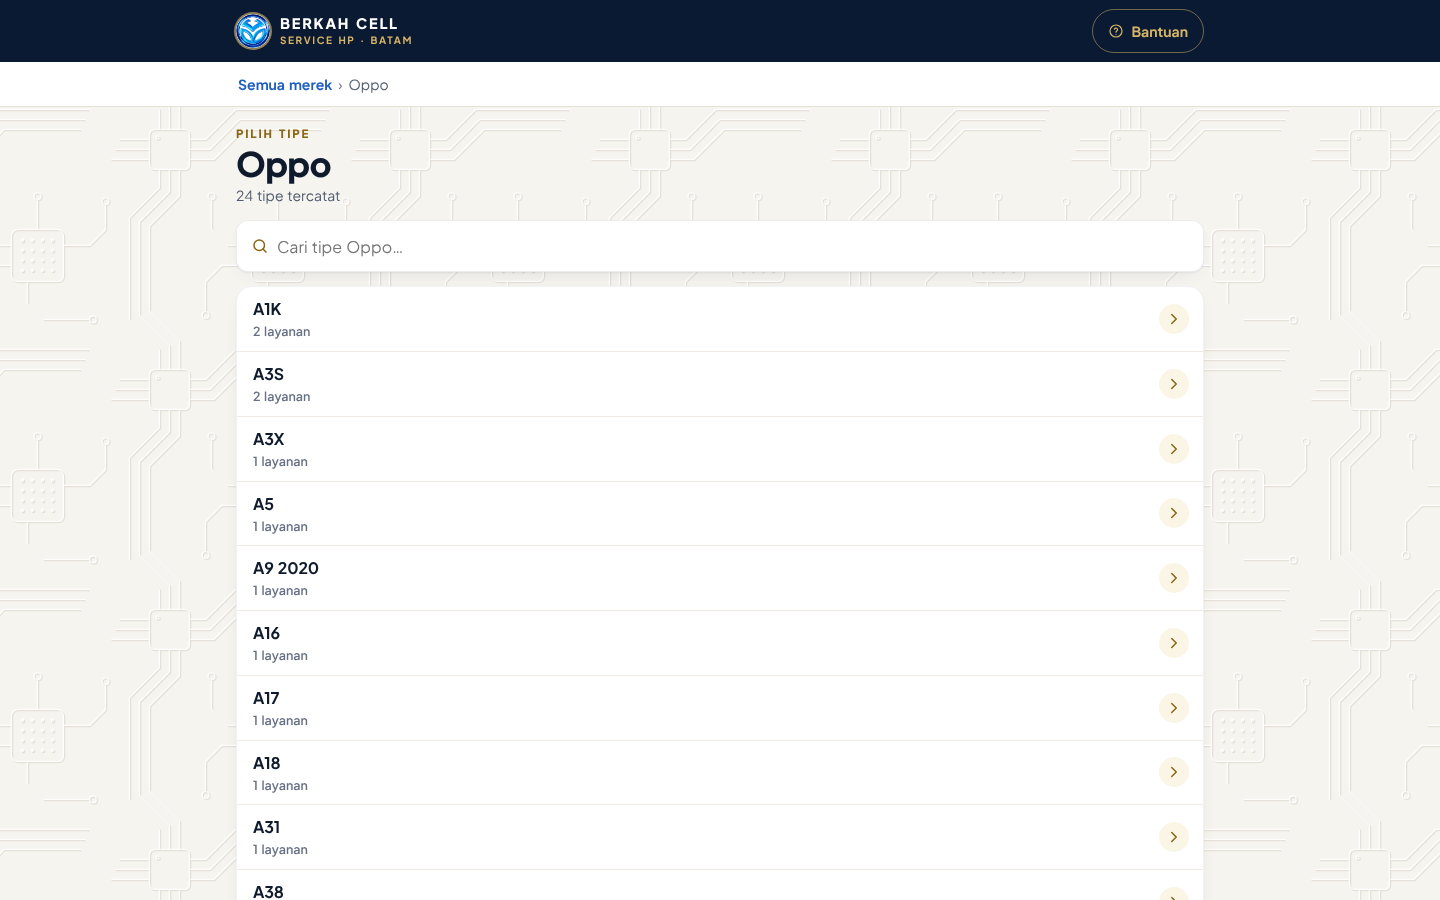 BERKAH CELL
SERVICE HP · BATAM
Bantuan
Semua merek › Oppo
PILIH TIPE
Oppo
24 tipe tercatat
Cari tipe Oppo...
A1K
2 layanan
A3S
2 layanan
A3X
1 layanan
A5
1 layanan
A9 2020
1 layanan
A16
1 layanan
A17
1 layanan
A18
1 layanan
A31
1 layanan
A38